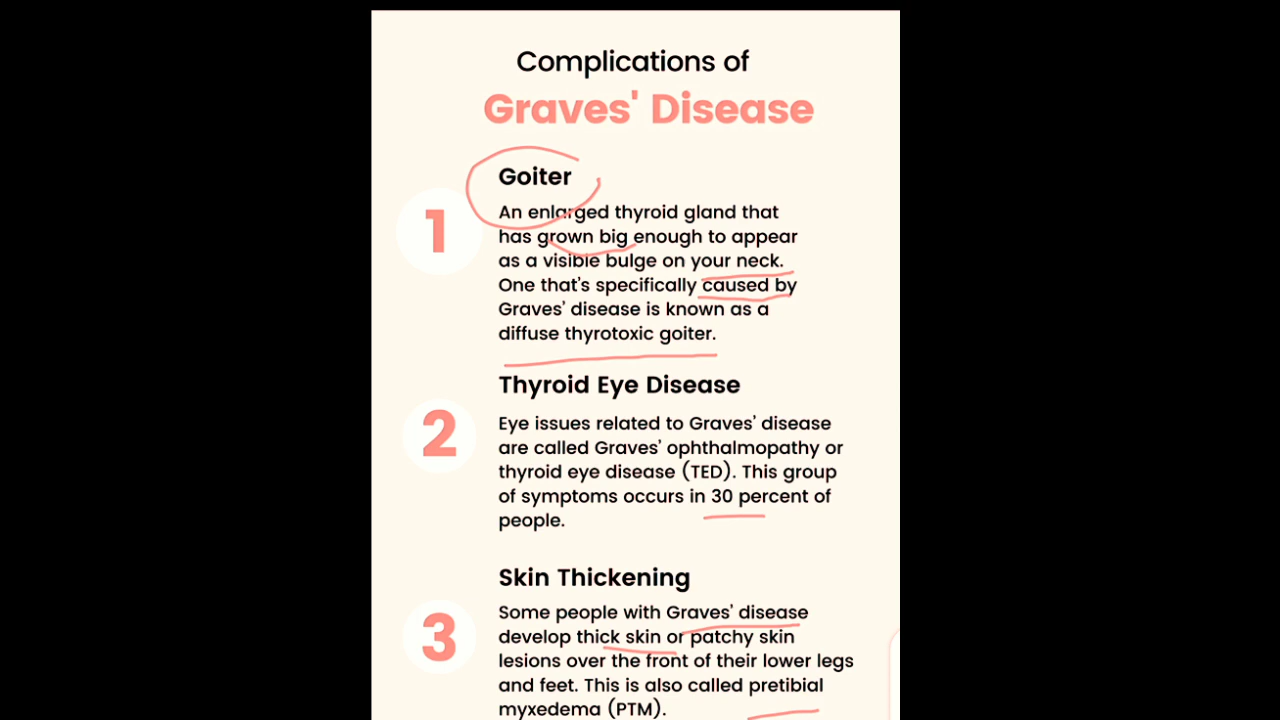 Complications of
Graves' Disease
1
Goiter
An enlarged thyroid gland that
has grown big enough to appear
as a visible bulge on your neck.
One that's specifically caused by
Graves' disease is known as a
diffuse thyrotoxic goiter.
2
Thyroid Eye Disease
Eye issues related to Graves' disease
are called Graves' ophthalmopathy or
thyroid eye disease (TED). This group
of symptoms occurs in 30 percent of
people.
3
Skin Thickening
Some people with Graves' disease
develop thick skin or patchy skin
lesions over the front of their lower legs
and feet. This is also called pretibial
myxedema (PTM).